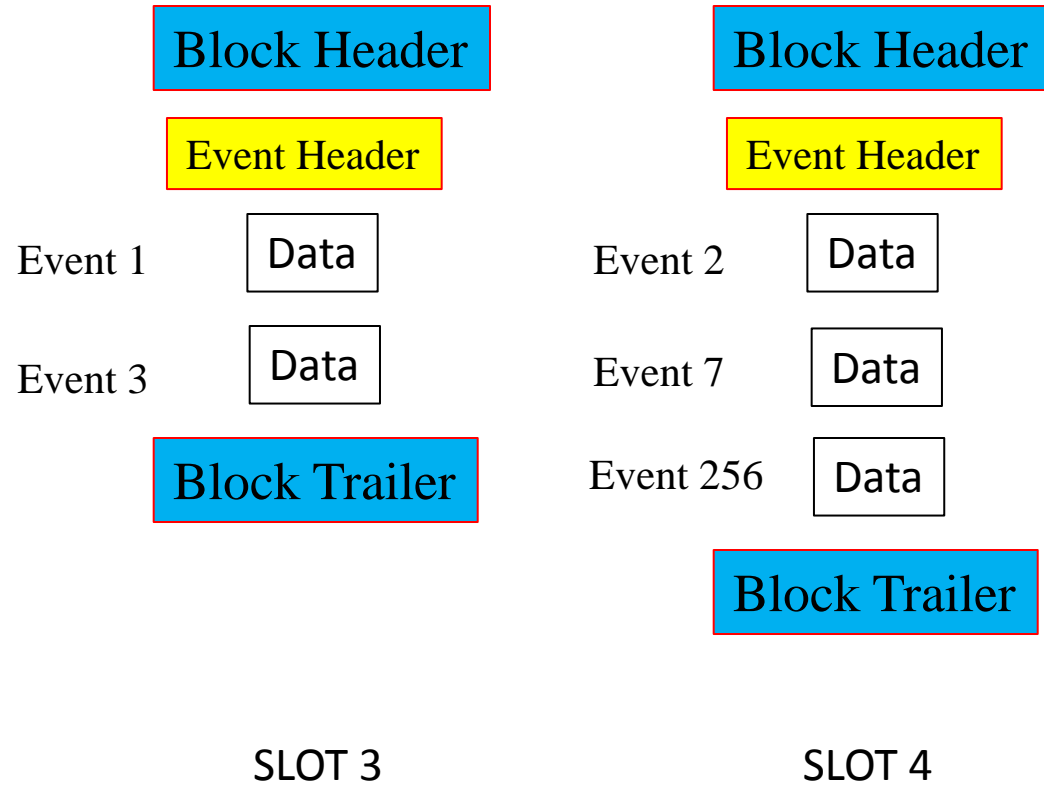 Block Header
Event Header
Event 1
Data
Event 3
Data
Block Trailer
SLOT 3
Block Header
Event Header
Event 2
Data
Event 7
Data
Event 256
Data
Block Trailer
SLOT 4